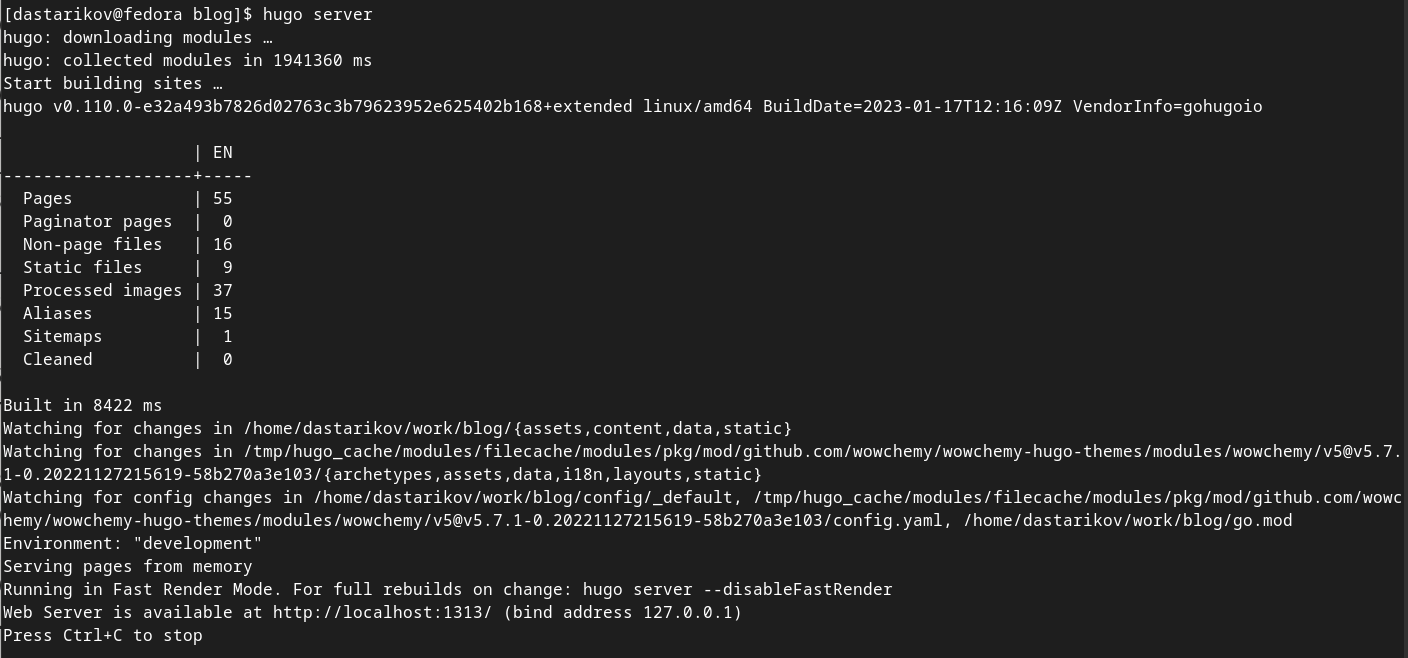 [dastarikov@fedora blog]$ hugo server
hugo: downloading modules …
hugo: collected modules in 1941360 ms
Start building sites …
hugo v0.110.0-e32a493b7826d02763c3b79623952e625402b168+extended linux/amd64 BuildDate=2023-01-17T12:16:09Z VendorInfo=gohugoio

                   | EN
-------------------+-----
  Pages            | 55
  Paginator pages  |  0
  Non-page files   | 16
  Static files     |  9
  Processed images | 37
  Aliases          | 15
  Sitemaps         |  1
  Cleaned          |  0

Built in 8422 ms
Watching for changes in /home/dastarikov/work/blog/{assets,content,data,static}
Watching for changes in /tmp/hugo_cache/modules/filecache/modules/pkg/mod/github.com/wowchemy/wowchemy-hugo-themes/modules/wowchemy/v5@v5.7.
1-0.20221127215619-58b270a3e103/{archetypes,assets,data,i18n,layouts,static}
Watching for config changes in /home/dastarikov/work/blog/config/_default, /tmp/hugo_cache/modules/filecache/modules/pkg/mod/github.com/wowc
hemy/wowchemy-hugo-themes/modules/wowchemy/v5@v5.7.1-0.20221127215619-58b270a3e103/config.yaml, /home/dastarikov/work/blog/go.mod
Environment: "development"
Serving pages from memory
Running in Fast Render Mode. For full rebuilds on change: hugo server --disableFastRender
Web Server is available at http://localhost:1313/ (bind address 127.0.0.1)
Press Ctrl+C to stop